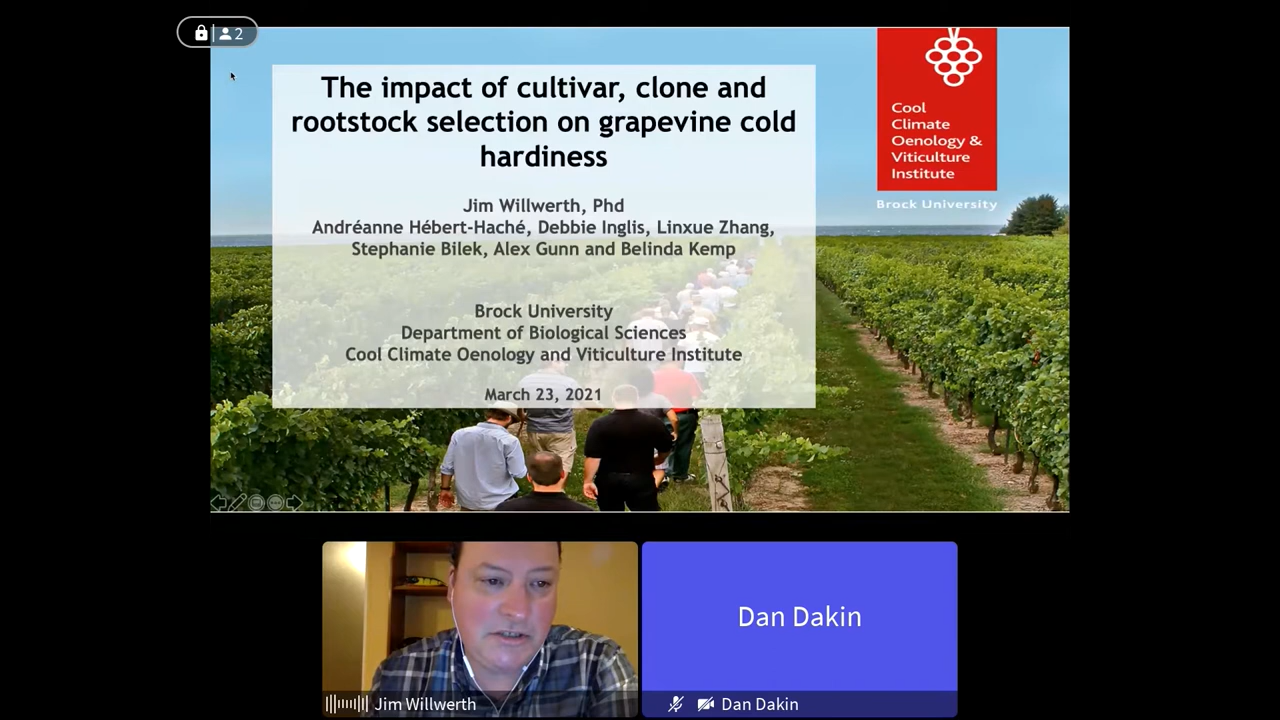 2
The impact of cultivar, clone and
rootstock selection on grapevine cold
hardiness
Jim Willwerth, Phd
Andréanne Hébert-Haché, Debbie Inglis, Linxue Zhang,
Stephanie Bilek, Alex Gunn and Belinda Kemp
Brock University
Department of Biological Sciences
Cool Climate Oenology and Viticulture Institute
March 23, 2021
Cool
Climate
Oenology &
Viticulture
Institute
Brock University
Dan Dakin
Jim Willwerth
Dan Dakin